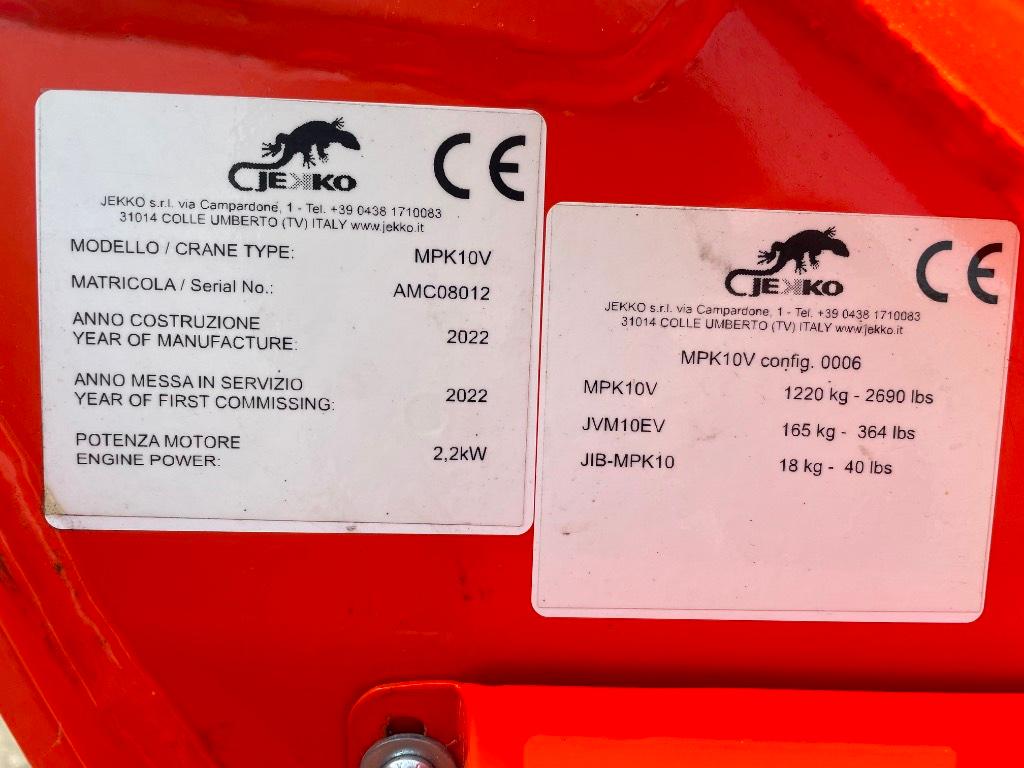 JEKKO
CE
JEKKO s.r.l. via Campardone, 1 - Tel. +39 0438 1710083
31014 COLLE UMBERTO (TV) ITALY www.jekko.it
MODELLO / CRANE TYPE: MPK10V
MATRICOLA / Serial No.: AMC08012
ANNO COSTRUZIONE
YEAR OF MANUFACTURE: 2022
ANNO MESSA IN SERVIZIO
YEAR OF FIRST COMMISSING: 2022
POTENZA MOTORE
ENGINE POWER: 2,2kW
JEKKO
CE
JEKKO s.r.l. via Campardone, 1 - Tel. +39 0438 1710083
31014 COLLE UMBERTO (TV) ITALY www.jekko.it
MPK10V config. 0006
MPK10V 1220 kg - 2690 lbs
JVM10EV 165 kg - 364 lbs
JIB-MPK10 18 kg - 40 lbs